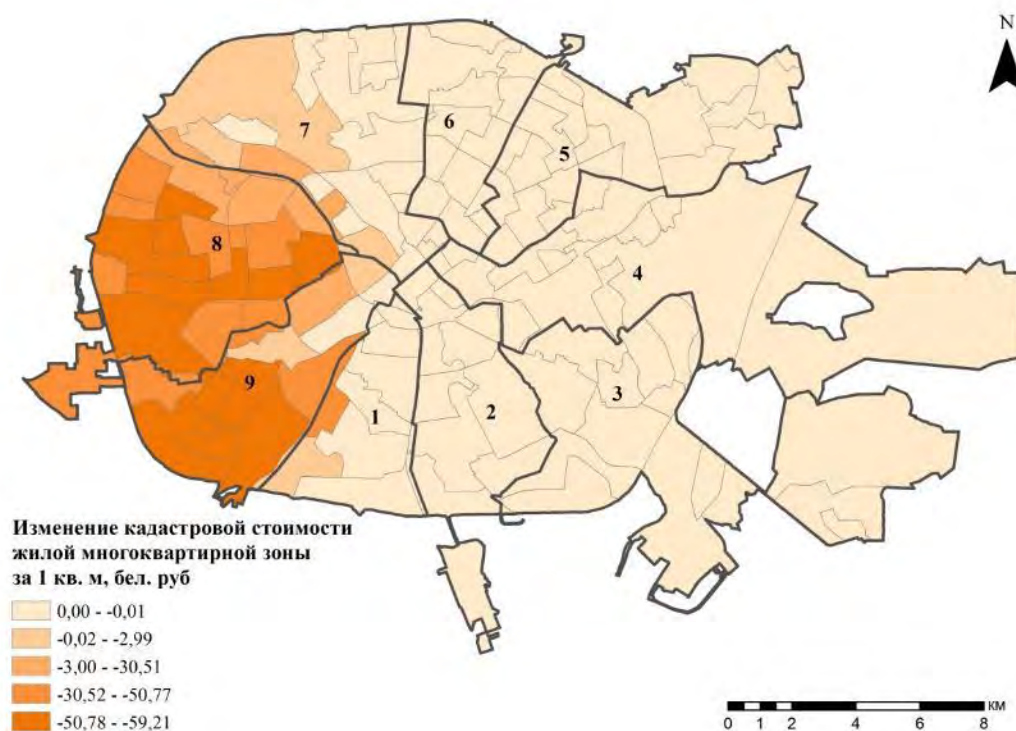 N
7
6
5
8
4
9
1
2
3
Изменение кадастровой стоимости
жилой многоквартирной зоны
за 1 кв. м, бел. руб
0,00 - -0,01
-0,02 - -2,99
-3,00 - -30,51
-30,52 - -50,77
-50,78 - -59,21
км
0 1 2 4 6 8